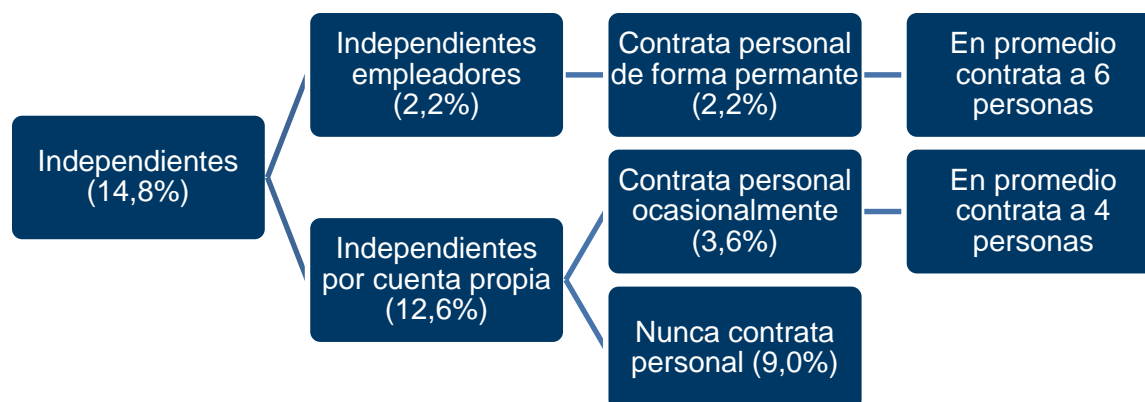 Independientes
(14,8%)
Independientes
empleadores
(2,2%)
Contrata personal
de forma permante
(2,2%)
En promedio
contrata a 6
personas
Independientes
por cuenta propia
(12,6%)
Contrata personal
ocasionalmente
(3,6%)
En promedio
contrata a 4
personas
Nunca contrata
personal (9,0%)